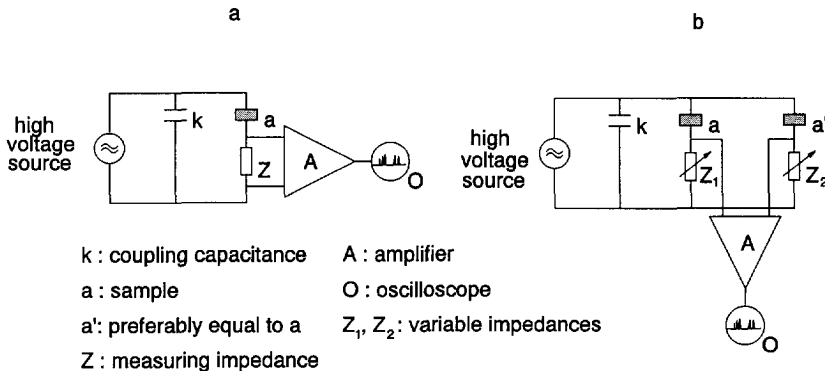 a
high
voltage
source
k
a
Z
A
O
b
high
voltage
source
k
a
a'
Z₁
Z₂
A
O
k : coupling capacitance
a : sample
a': preferably equal to a
Z : measuring impedance
A : amplifier
O : oscilloscope
Z₁, Z₂ : variable impedances